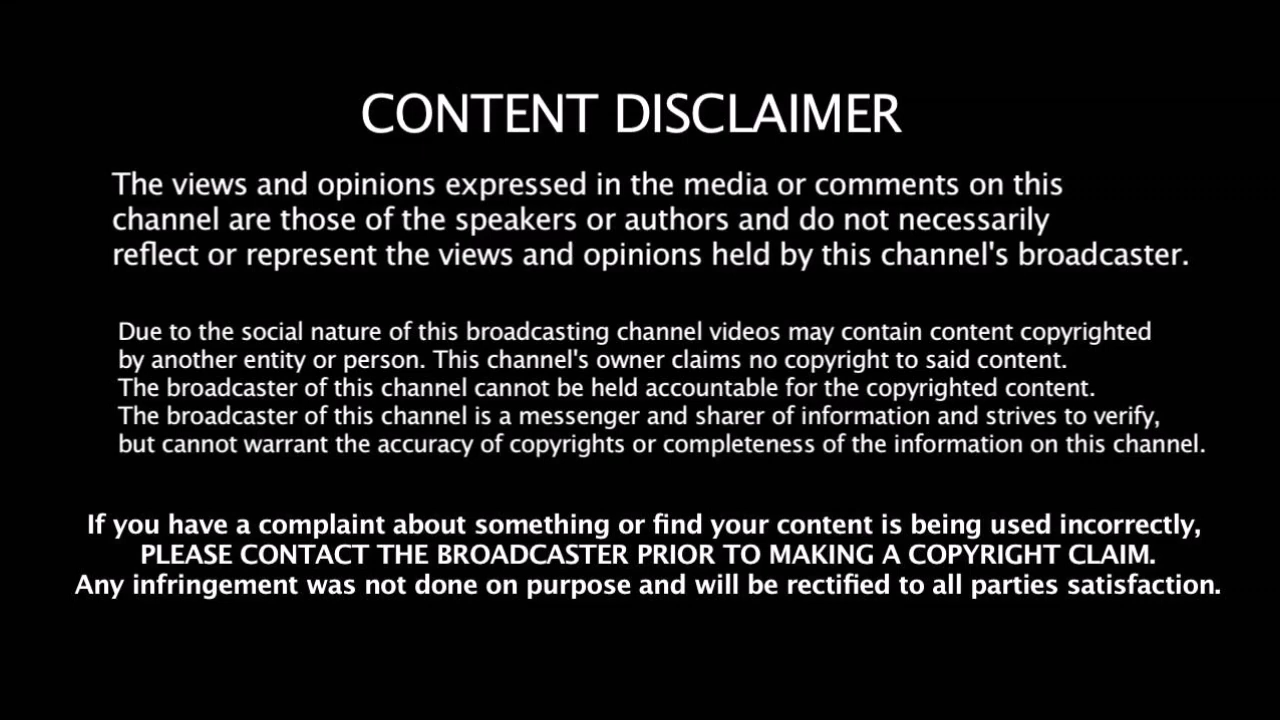 CONTENT DISCLAIMER
The views and opinions expressed in the media or comments on this
channel are those of the speakers or authors and do not necessarily
reflect or represent the views and opinions held by this channel's broadcaster.
Due to the social nature of this broadcasting channel videos may contain content copyrighted
by another entity or person. This channel's owner claims no copyright to said content.
The broadcaster of this channel cannot be held accountable for the copyrighted content.
The broadcaster of this channel is a messenger and sharer of information and strives to verify,
but cannot warrant the accuracy of copyrights or completeness of the information on this channel.
If you have a complaint about something or find your content is being used incorrectly,
PLEASE CONTACT THE BROADCASTER PRIOR TO MAKING A COPYRIGHT CLAIM.
Any infringement was not done on purpose and will be rectified to all parties satisfaction.